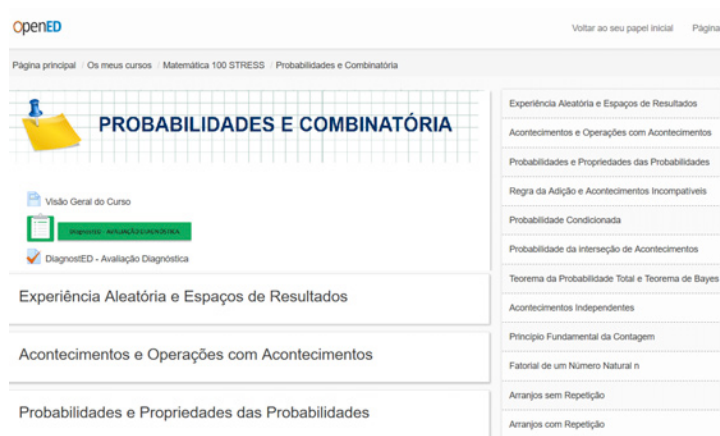 OpenED
Voltar ao seu papel inicial Página
Página principal / Os meus cursos / Matemática 100 STRESS / Probabilidades e Combinatória
PROBABILIDADES E COMBINATÓRIA
Visão Geral do Curso
DiagnostED - AVALIAÇÃO DIAGNÓSTICA
DiagnostED - Avaliação Diagnóstica
Experiência Aleatória e Espaços de Resultados
Acontecimentos e Operações com Acontecimentos
Probabilidades e Propriedades das Probabilidades
Experiência Aleatória e Espaços de Resultados
Acontecimentos e Operações com Acontecimentos
Probabilidades e Propriedades das Probabilidades
Regra da Adição e Acontecimentos Incompatíveis
Probabilidade Condicionada
Probabilidade da interseção de Acontecimentos
Teorema da Probabilidade Total e Teorema de Bayes
Acontecimentos Independentes
Princípio Fundamental da Contagem
Fatorial de um Número Natural n
Arranjos sem Repetição
Arranjos com Repetição